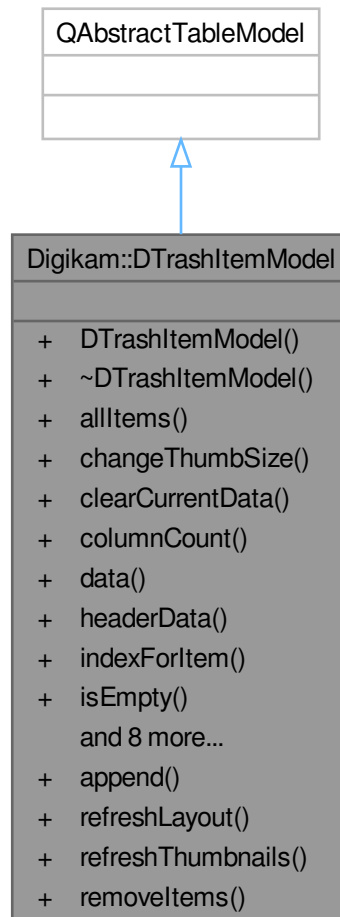 QAbstractTableModel
Digikam::DTrashItemModel
+ DTrashItemModel()
+ ~DTrashItemModel()
+ allItems()
+ changeThumbSize()
+ clearCurrentData()
+ columnCount()
+ data()
+ headerData()
+ indexForItem()
+ isEmpty()
and 8 more...
+ append()
+ refreshLayout()
+ refreshThumbnails()
+ removeItems()